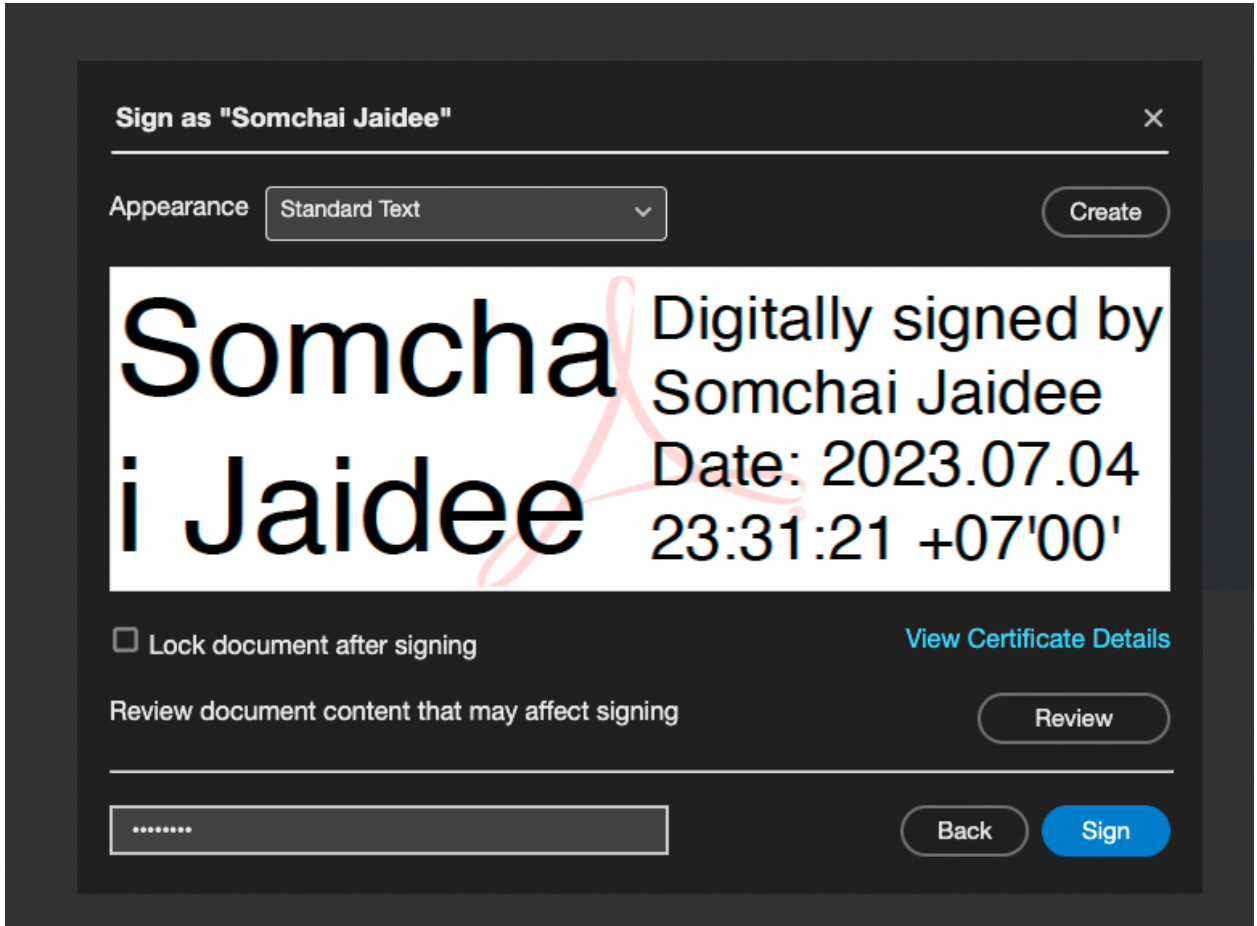 Sign as "Somchai Jaidee"
Appearance
Standard Text
Create
Somcha
i Jaidee
Digitally signed by
Somchai Jaidee
Date: 2023.07.04
23:31:21 +07'00'
Lock document after signing
View Certificate Details
Review document content that may affect signing
Review
••••••••
Back
Sign